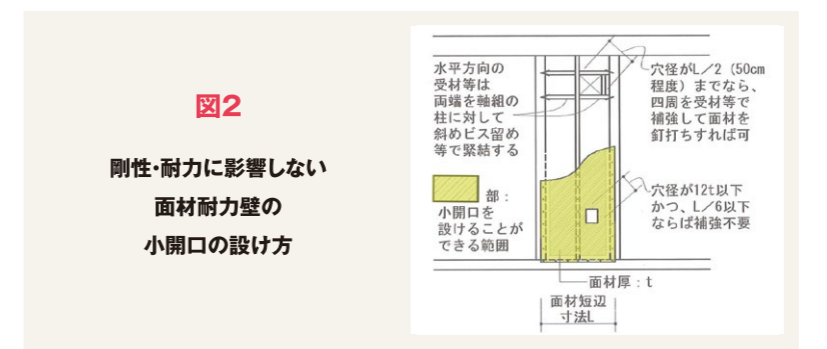 図2
剛性・耐力に影響しない
面材耐力壁の
小開口の設け方
水平方向の
受材等は
両端を軸組の
柱に対して
斜めビス留め
等で緊結する
部：
小開口を
設けることが
できる範囲
穴径がL／2（50cm
程度）までなら、
四周を受材等で
補強して面材を
釘打ちすれば可
穴径が12t以下
かつ、L／6以下
ならば補強不要
面材厚：t
面材短辺
寸法L